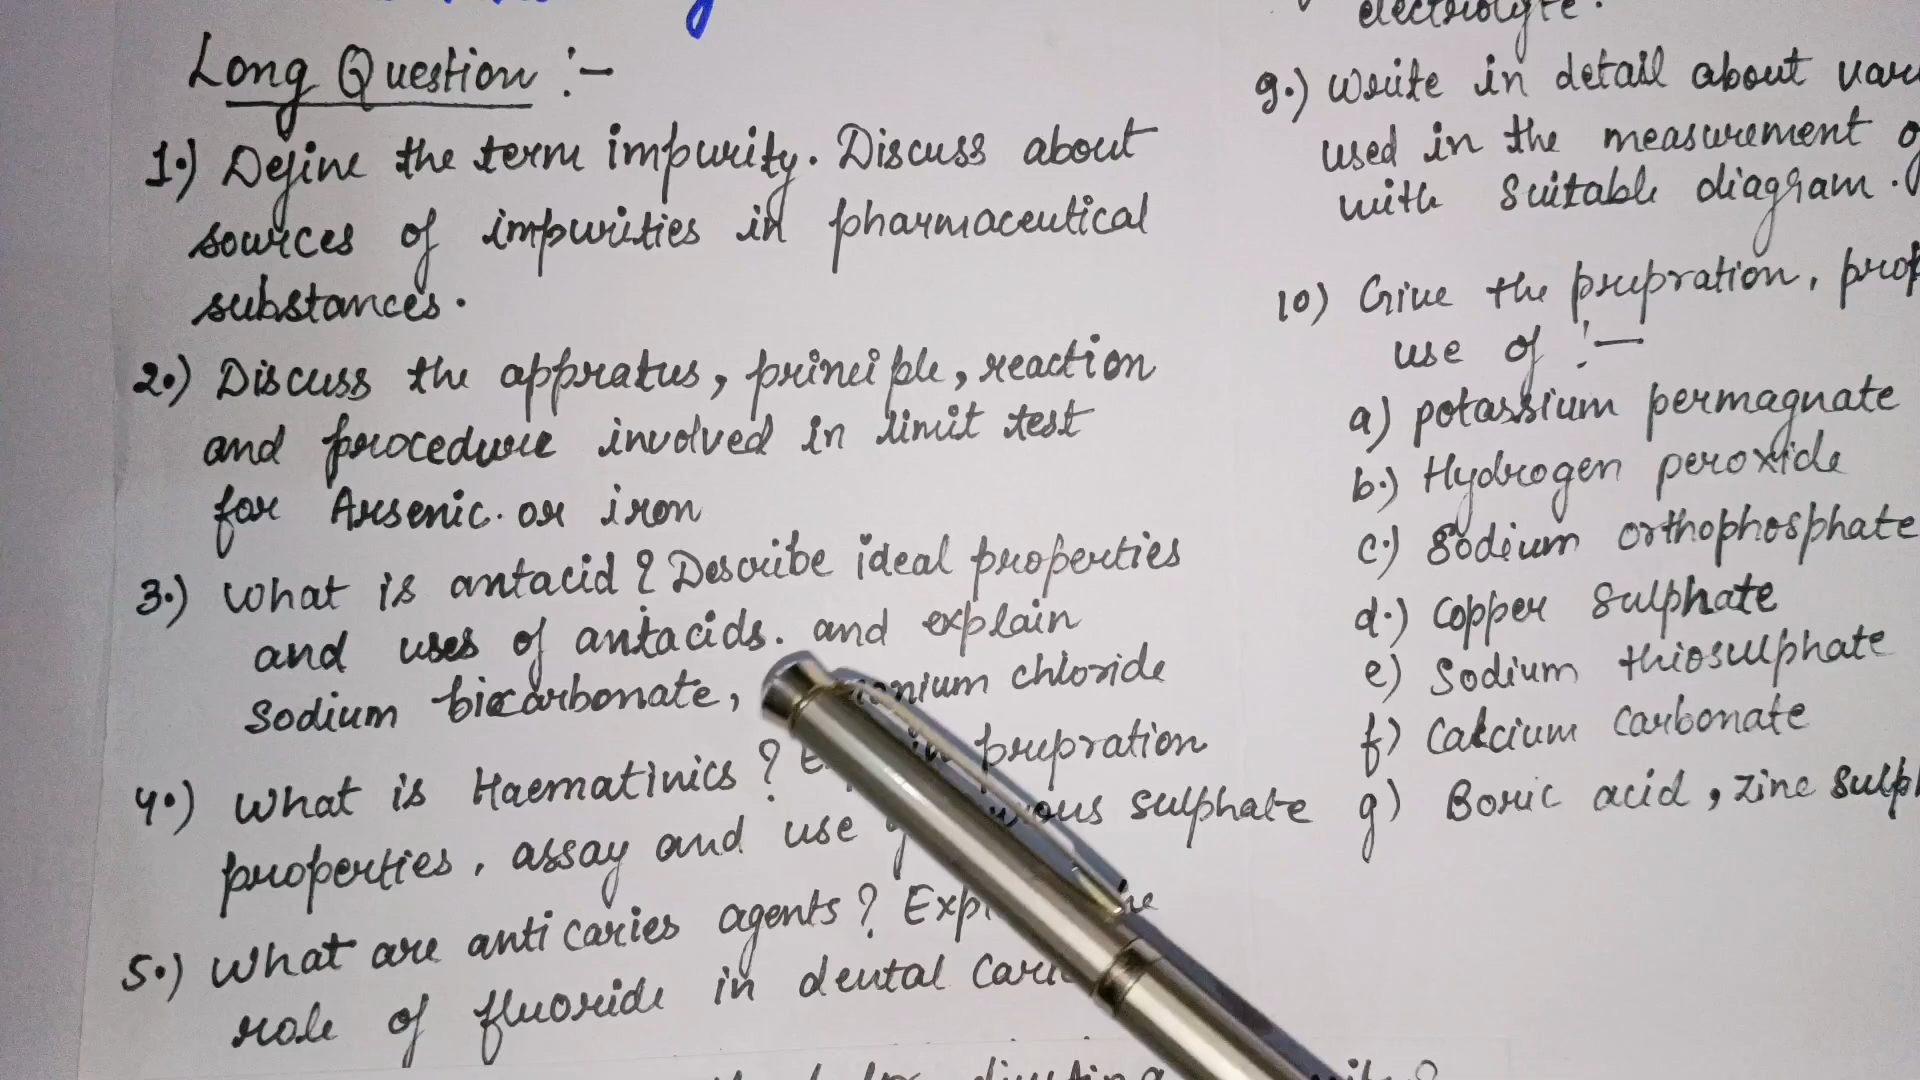 Long Question :-
1.) Define the term impurity. Discuss about
sources of impurities in pharmaceutical
substances.
2.) Discuss the appratus, principle, reaction
and procedure involved in limit test
for Arsenic. or iron
3.) What is antacid ? Describe ideal properties
and uses of antacids. and explain
Sodium bicarbonate, chloride
4.) What is Haematinics ? prepration
properties, assay and use sulphate
5.) What are anti caries agents ?
role of fluoride in dental
electrolyte.
9.) Write in detail about
used in the measurement
with suitable diagram.
10) Give the prepration,
use of :-
a) potassium permagnate
b.) Hydrogen peroxide
c.) Sodium orthophosphate
d.) Copper Sulphate
e) Sodium thiosulphate
f) Calcium Carbonate
g) Boric acid, Zinc